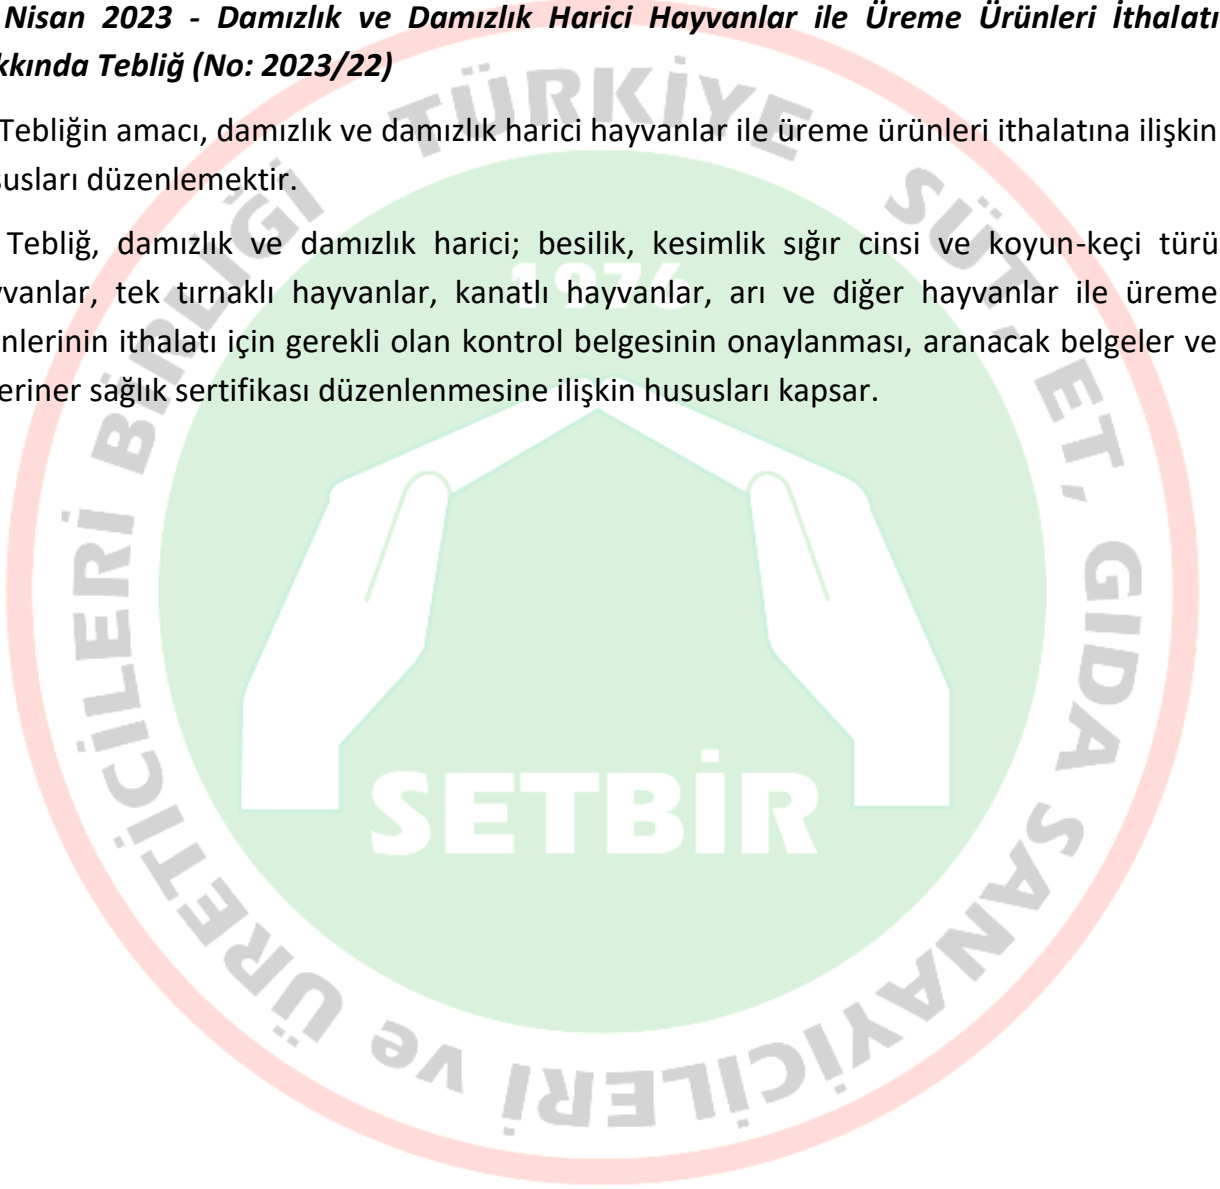 Nisan 2023 - Damızlık ve Damızlık Harici Hayvanlar ile Üreme Ürünleri İthalatı
kkında Tebliğ (No: 2023/22)
Tebliğin amacı, damızlık ve damızlık harici hayvanlar ile üreme ürünleri ithalatına ilişkin
susları düzenlemektir.
Tebliğ, damızlık ve damızlık harici; besilik, kesimlik sığır cinsi ve koyun-keçi türü
yvanlar, tek tırnaklı hayvanlar, kanatlı hayvanlar, arı ve diğer hayvanlar ile üreme
nlerinin ithalatı için gerekli olan kontrol belgesinin onaylanması, aranacak belgeler ve
eriner sağlık sertifikası düzenlenmesine ilişkin hususları kapsar.
TÜRKİYE SÜT, ET, GIDA SANAYİCİLERİ ve ÜRETİCİLERİ BİRLİĞİ
1976
SETBİR